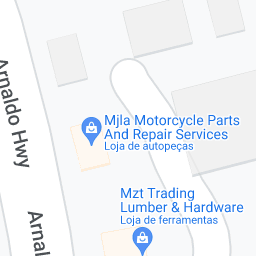 Arnaldo Hwy
Mjla Motorcycle Parts
And Repair Services
Loja de autopeças
Mzt Trading
Lumber & Hardware
Loja de ferramentas